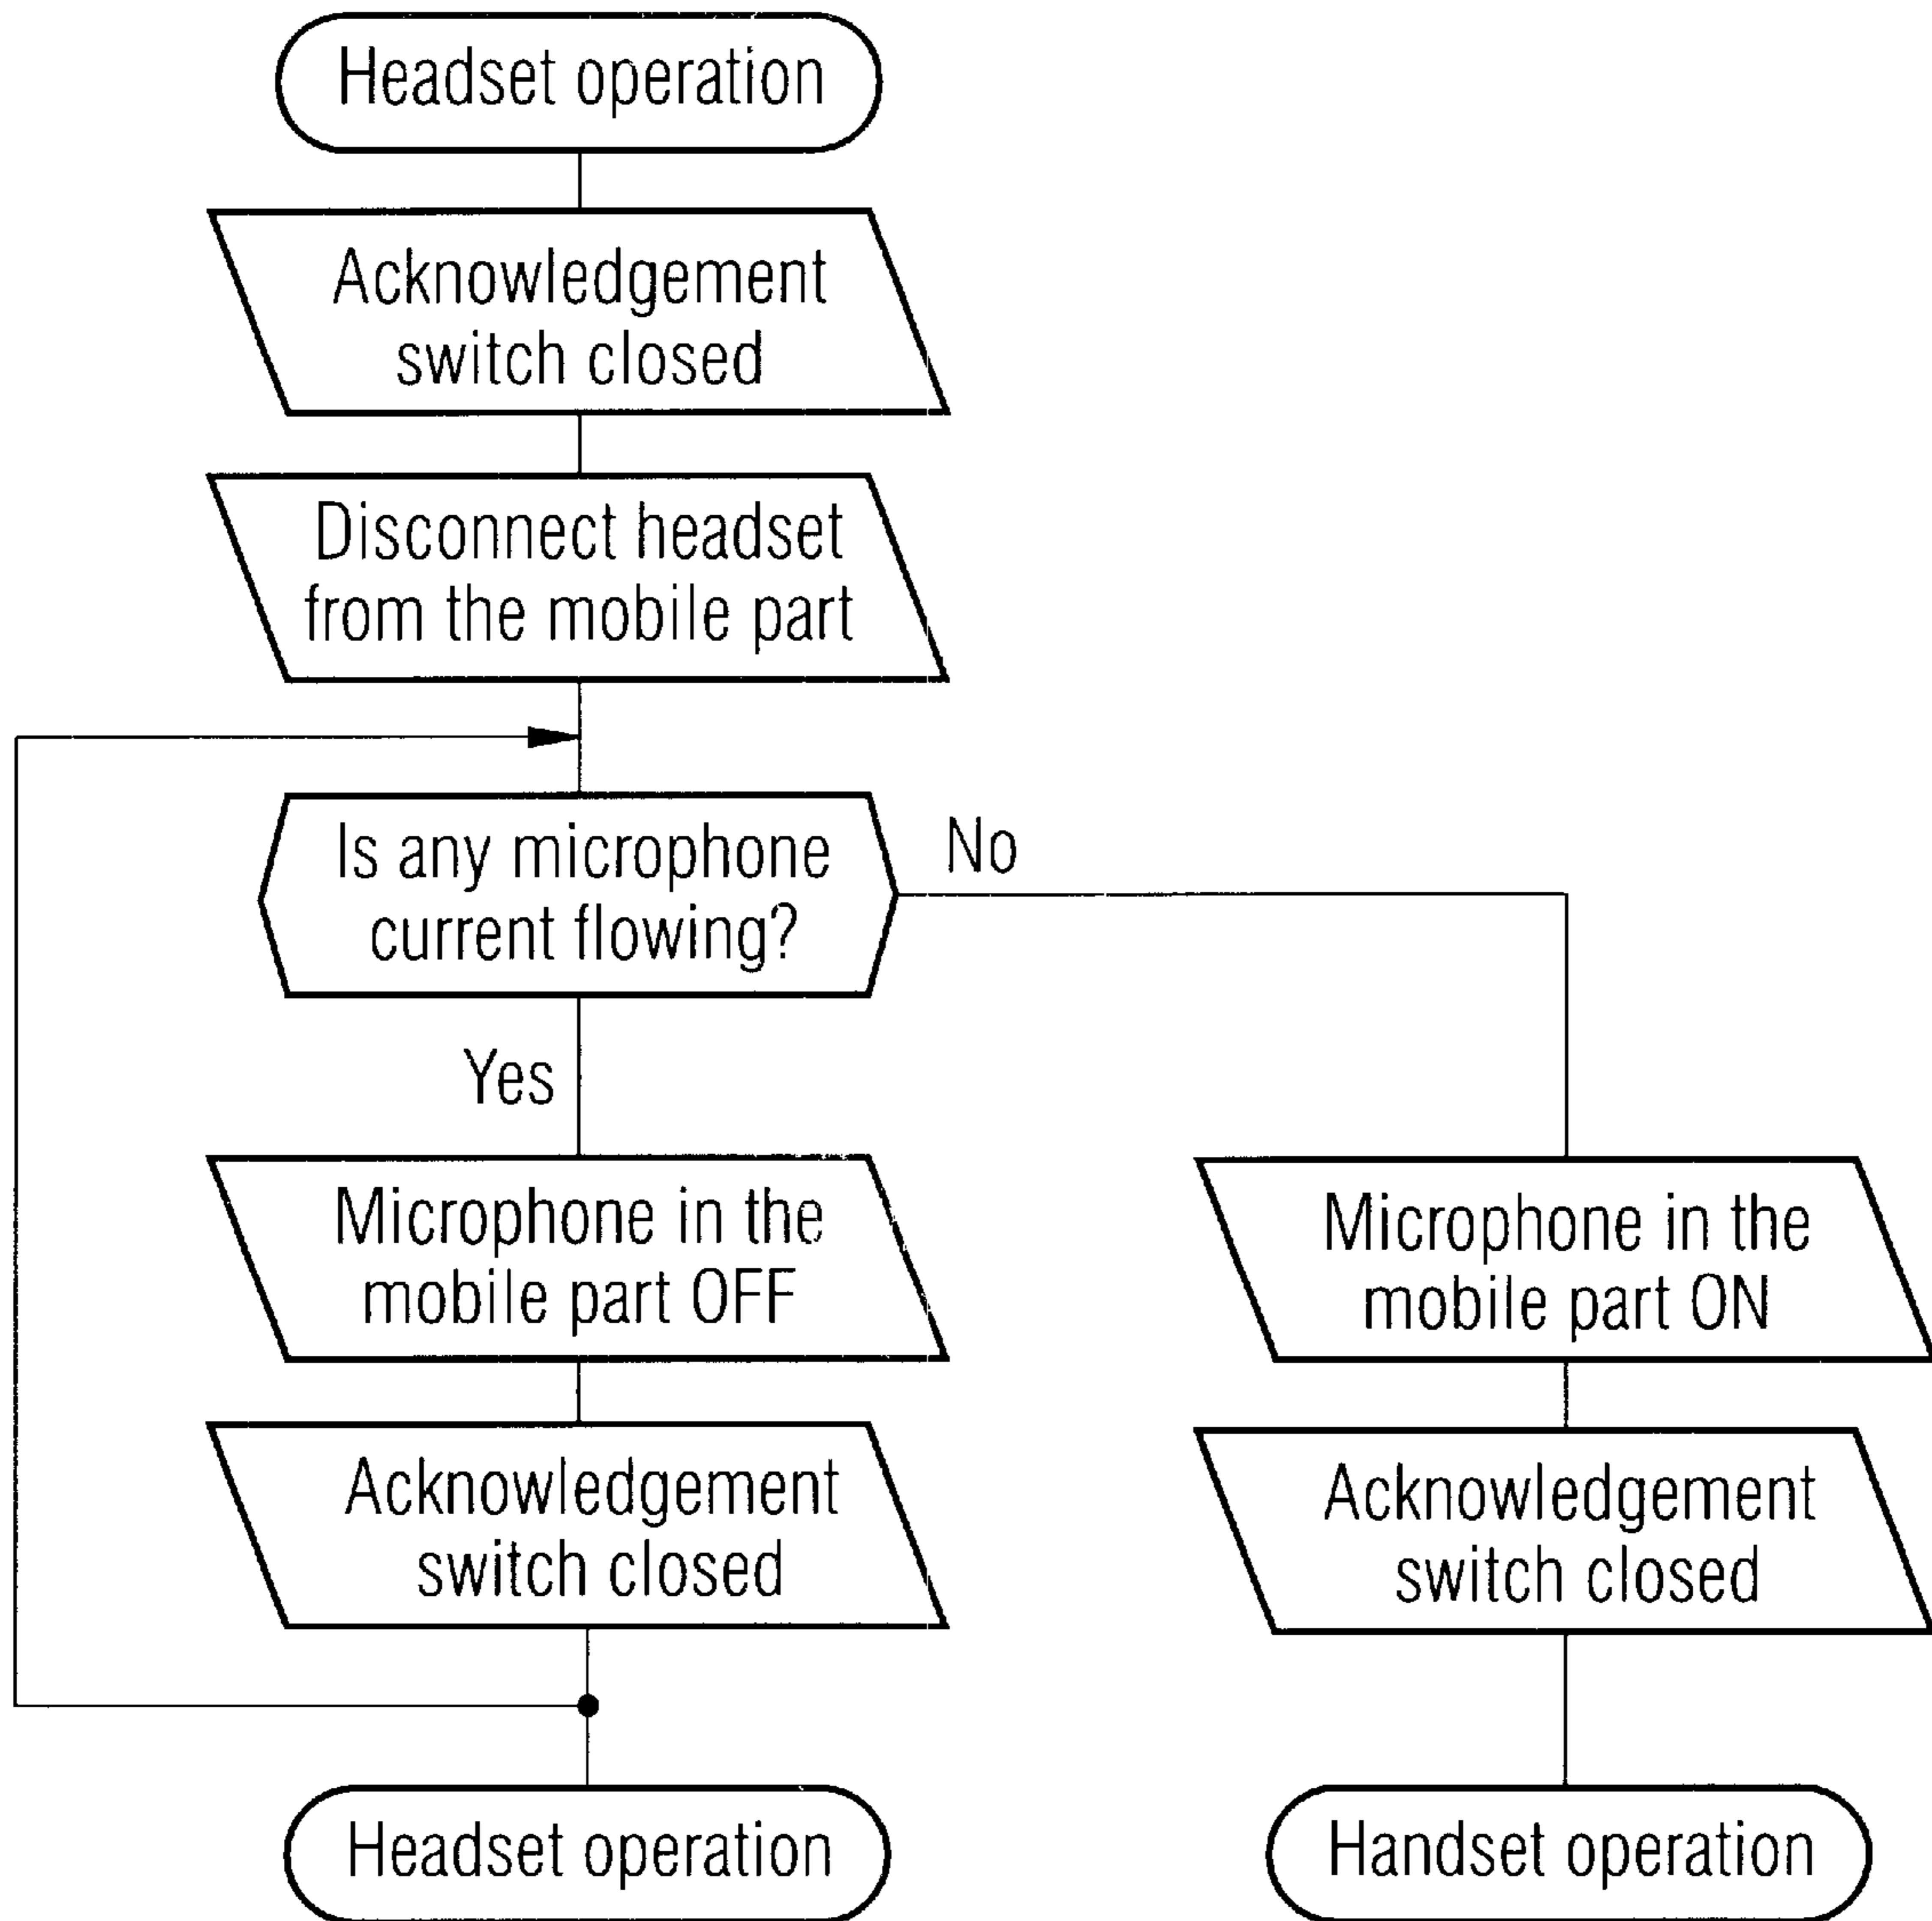 Headset operation
Acknowledgement
switch closed
Disconnect headset
from the mobile part
Is any microphone
current flowing?
No
Yes
Microphone in the
mobile part OFF
Acknowledgement
switch closed
Headset operation
Microphone in the
mobile part ON
Acknowledgement
switch closed
Handset operation